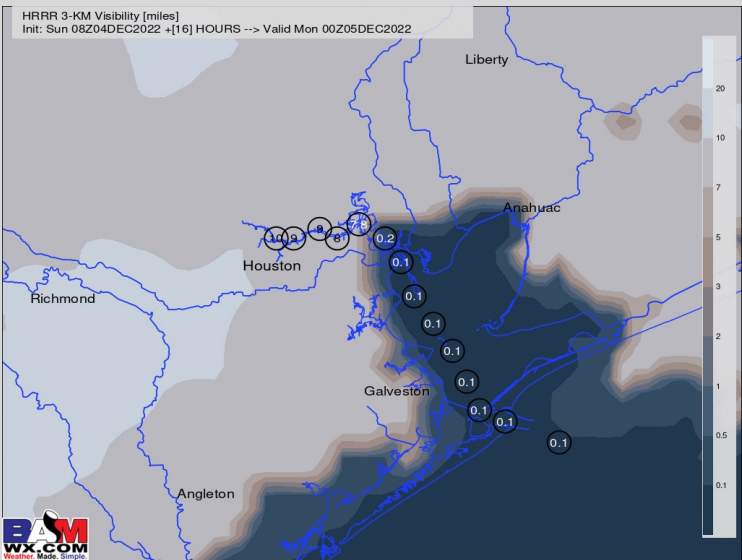 HRRR 3-KM Visibility [miles]
Init: Sun 08Z04DEC2022 +[16] HOURS --> Valid Mon 00Z05DEC2022
Liberty
20
10
7
Anahuac
9
10 9 8 7 8 0.2
5
Houston
0.1
Richmond
0.1
3
0.1
2
0.1
0.1
1
Galveston
0.1
0.1
0.5
0.1
0.1
Angleton
BAM
WX.COM
Weather. Made. Simple.